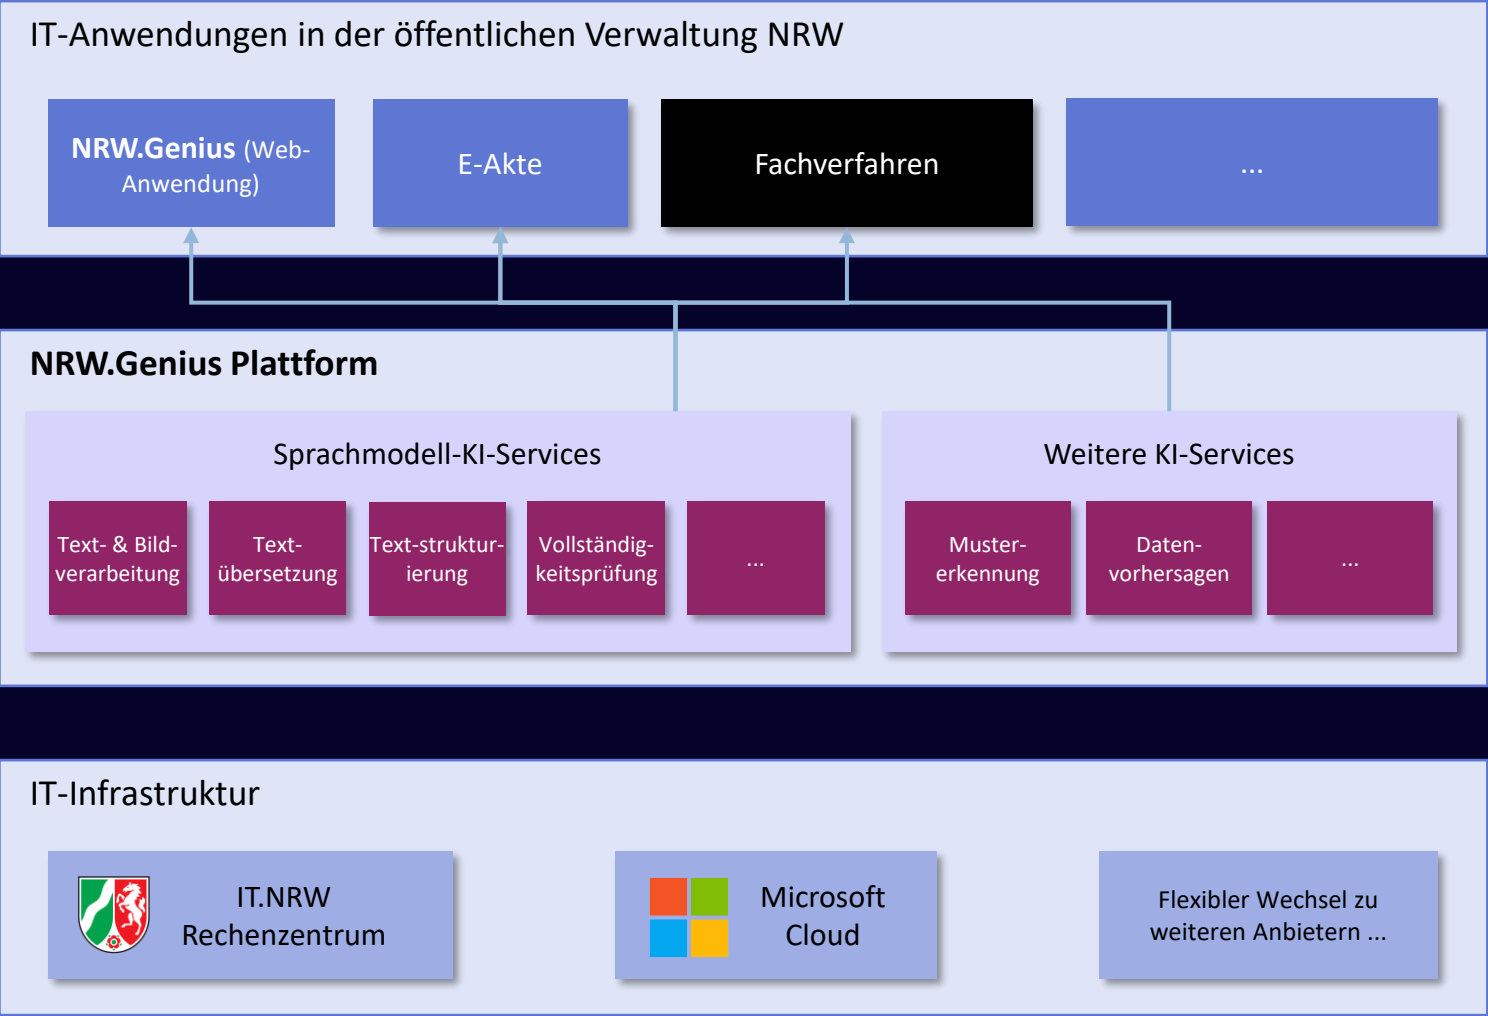 IT-Anwendungen in der öffentlichen Verwaltung NRW
NRW.Genius (Web-
Anwendung)
E-Akte
Fachverfahren
...
NRW.Genius Plattform
Sprachmodell-KI-Services
Text- & Bild-
verarbeitung
Text-
übersetzung
Text-struktur-
ierung
Vollständig-
keitsprüfung
...
Weitere KI-Services
Muster-
erkennung
Daten-
vorhersagen
...
IT-Infrastruktur
IT.NRW
Rechenzentrum
Microsoft
Cloud
Flexibler Wechsel zu
weiteren Anbietern ...